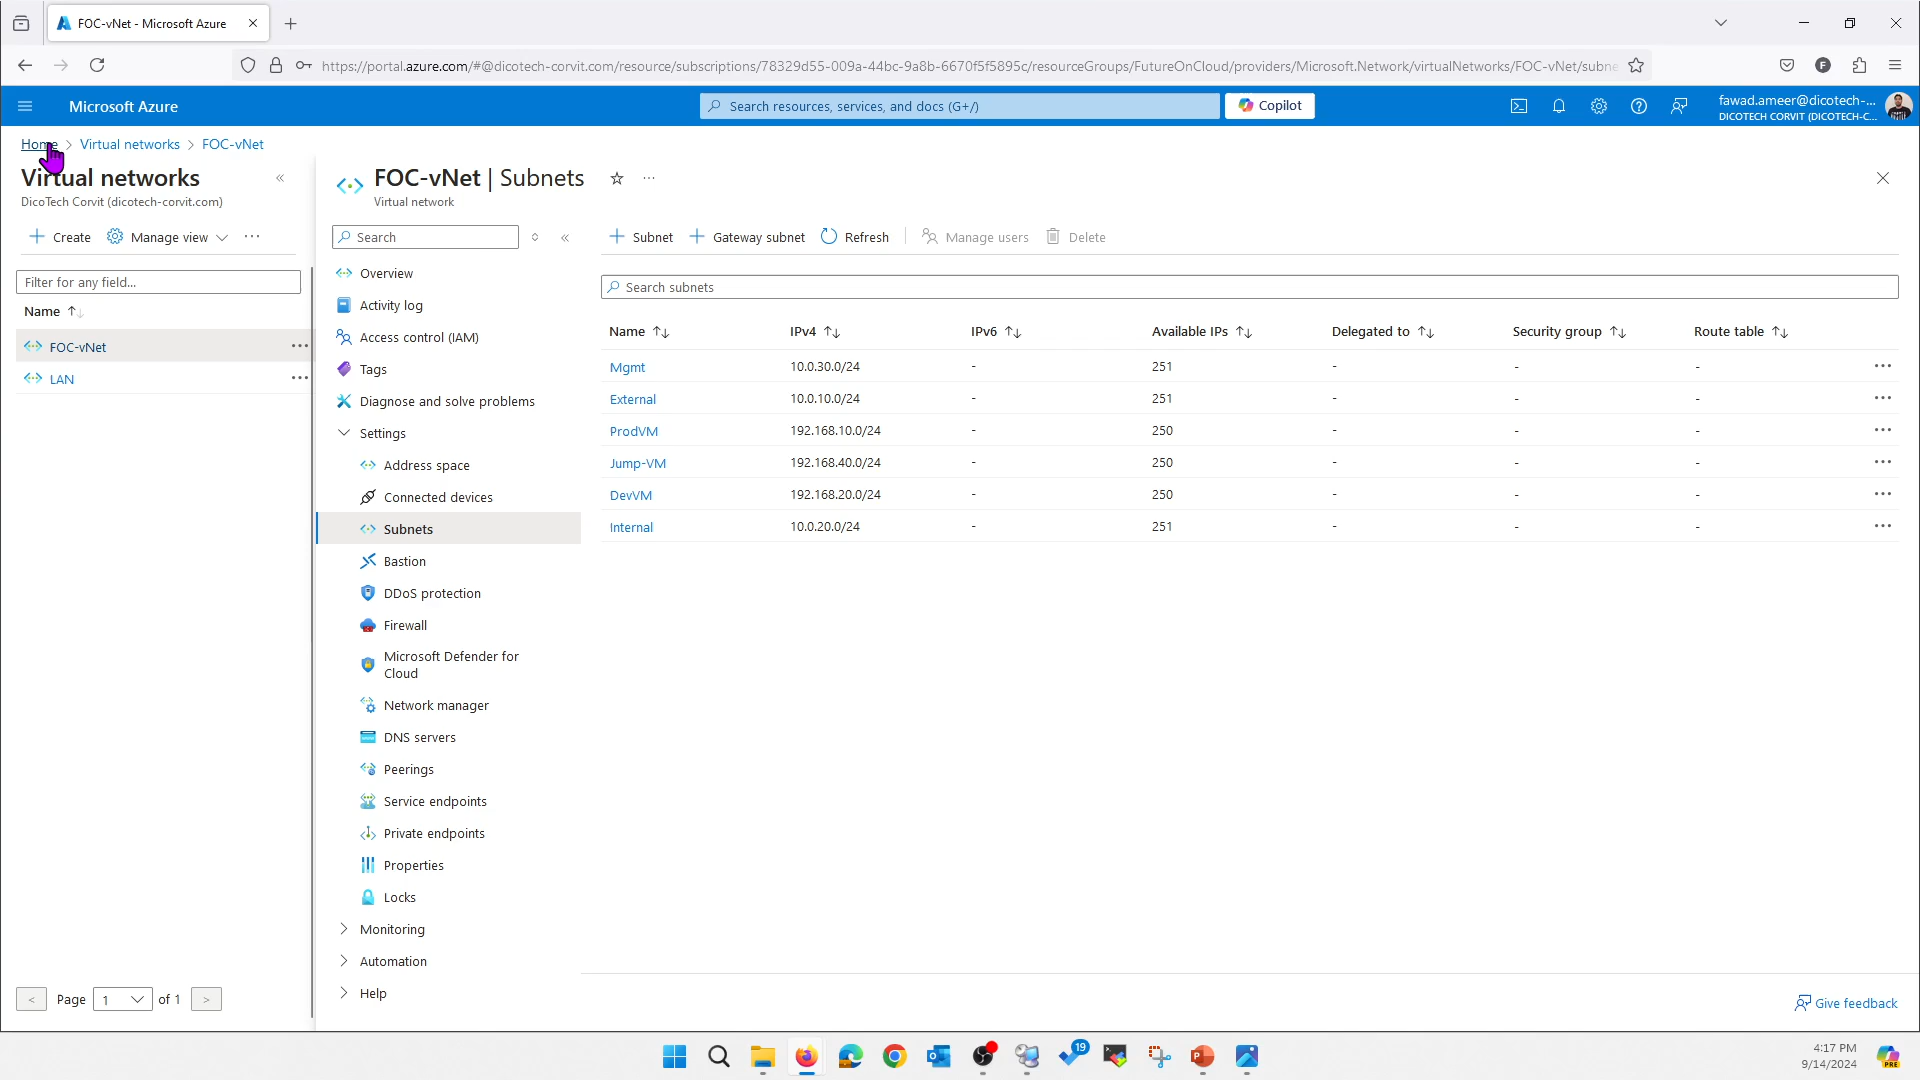 FOC-vNet - Microsoft Azure
https://portal.azure.com/#@dicotech-corvit.com/resource/subscriptions/78329d55-009a-44bc-9a8b-6670f5f5895c/resourceGroups/FutureOnCloud/providers/Microsoft.Network/virtualNetworks/FOC-vNet/subne
Microsoft Azure
Search resources, services, and docs (G+/)
Copilot
fawad.ameer@dicotech-...
DICOTECH CORVIT (DICOTECH-C...
Home > Virtual networks > FOC-vNet
Virtual networks
DicoTech Corvit (dicotech-corvit.com)
+ Create
Manage view
...
Filter for any field...
Name
FOC-vNet
LAN
< Page 1 of 1 >
FOC-vNet | Subnets
Virtual network
Search
Overview
Activity log
Access control (IAM)
Tags
Diagnose and solve problems
Settings
Address space
Connected devices
Subnets
Bastion
DDoS protection
Firewall
Microsoft Defender for
Cloud
Network manager
DNS servers
Peerings
Service endpoints
Private endpoints
Properties
Locks
Monitoring
Automation
Help
+ Subnet + Gateway subnet Refresh Manage users Delete
Search subnets
Name IPv4 IPv6 Available IPs Delegated to Security group Route table
Mgmt 10.0.30.0/24 - 251 - - - ...
External 10.0.10.0/24 - 251 - - - ...
ProdVM 192.168.10.0/24 - 250 - - - ...
Jump-VM 192.168.40.0/24 - 250 - - - ...
DevVM 192.168.20.0/24 - 250 - - - ...
Internal 10.0.20.0/24 - 251 - - - ...
Give feedback
19
4:17 PM
9/14/2024
PRE